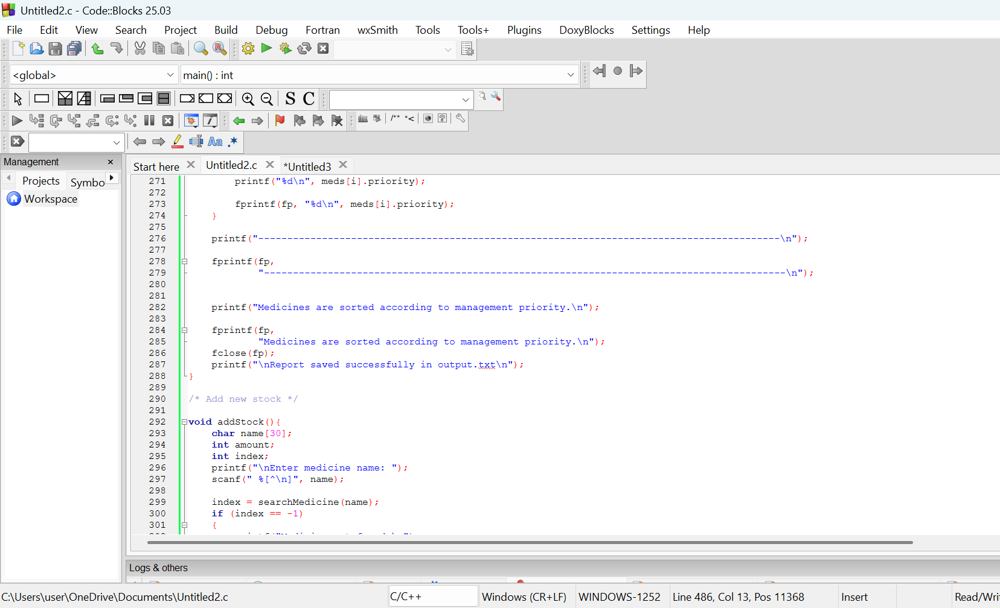 Untitled2.c - Code::Blocks 25.03
File Edit View Search Project Build Debug Fortran wxSmith Tools Tools+ Plugins DoxyBlocks Settings Help
<global> main() : int
S C
/** *<
Aa .*
Management
Start here Untitled2.c *Untitled3
Projects Symbo
Workspace
271 printf("%d\n", meds[i].priority);
272
273 fprintf(fp, "%d\n", meds[i].priority);
274 }
275
276 printf("------------------------------------------------------------------------------------------\n");
277
278 fprintf(fp,
279 "------------------------------------------------------------------------------------------\n");
280
281
282 printf("Medicines are sorted according to management priority.\n");
283
284 fprintf(fp,
285 "Medicines are sorted according to management priority.\n");
286 fclose(fp);
287 printf("\nReport saved successfully in output.txt\n");
288 }
289
290 /* Add new stock */
291
292 void addStock(){
293 char name[30];
294 int amount;
295 int index;
296 printf("\nEnter medicine name: ");
297 scanf(" %[^\n]", name);
298
299 index = searchMedicine(name);
300 if (index == -1)
301 {
Logs & others
C:\Users\user\OneDrive\Documents\Untitled2.c C/C++ Windows (CR+LF) WINDOWS-1252 Line 486, Col 13, Pos 11368 Insert Read/Wri